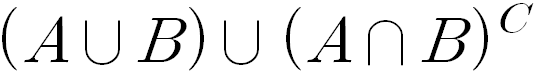 (A ∪ B) ∪ (A ∩ B)^C